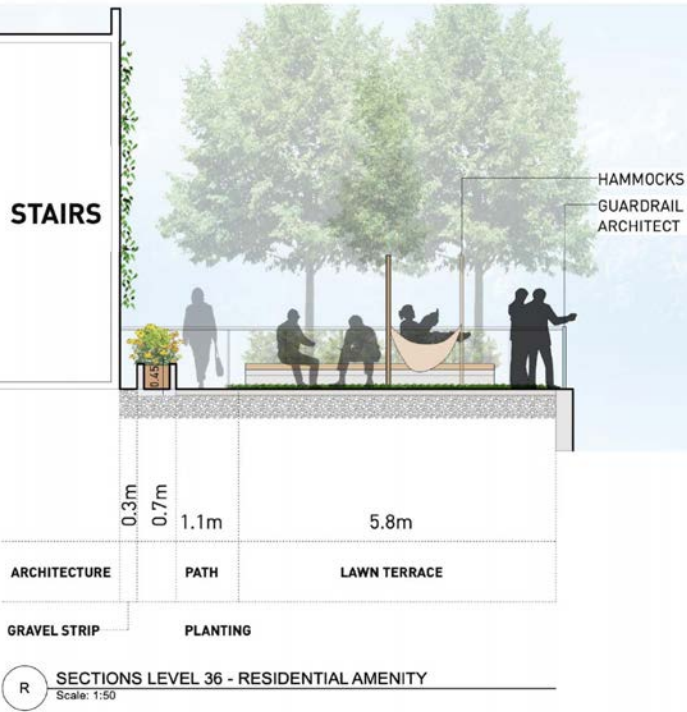 STAIRS
HAMMOCKS
GUARDRAIL
ARCHITECT
0.45
0.3m
0.7m
1.1m
5.8m
ARCHITECTURE
PATH
LAWN TERRACE
GRAVEL STRIP
PLANTING
R
SECTIONS LEVEL 36 - RESIDENTIAL AMENITY
Scale: 1:50